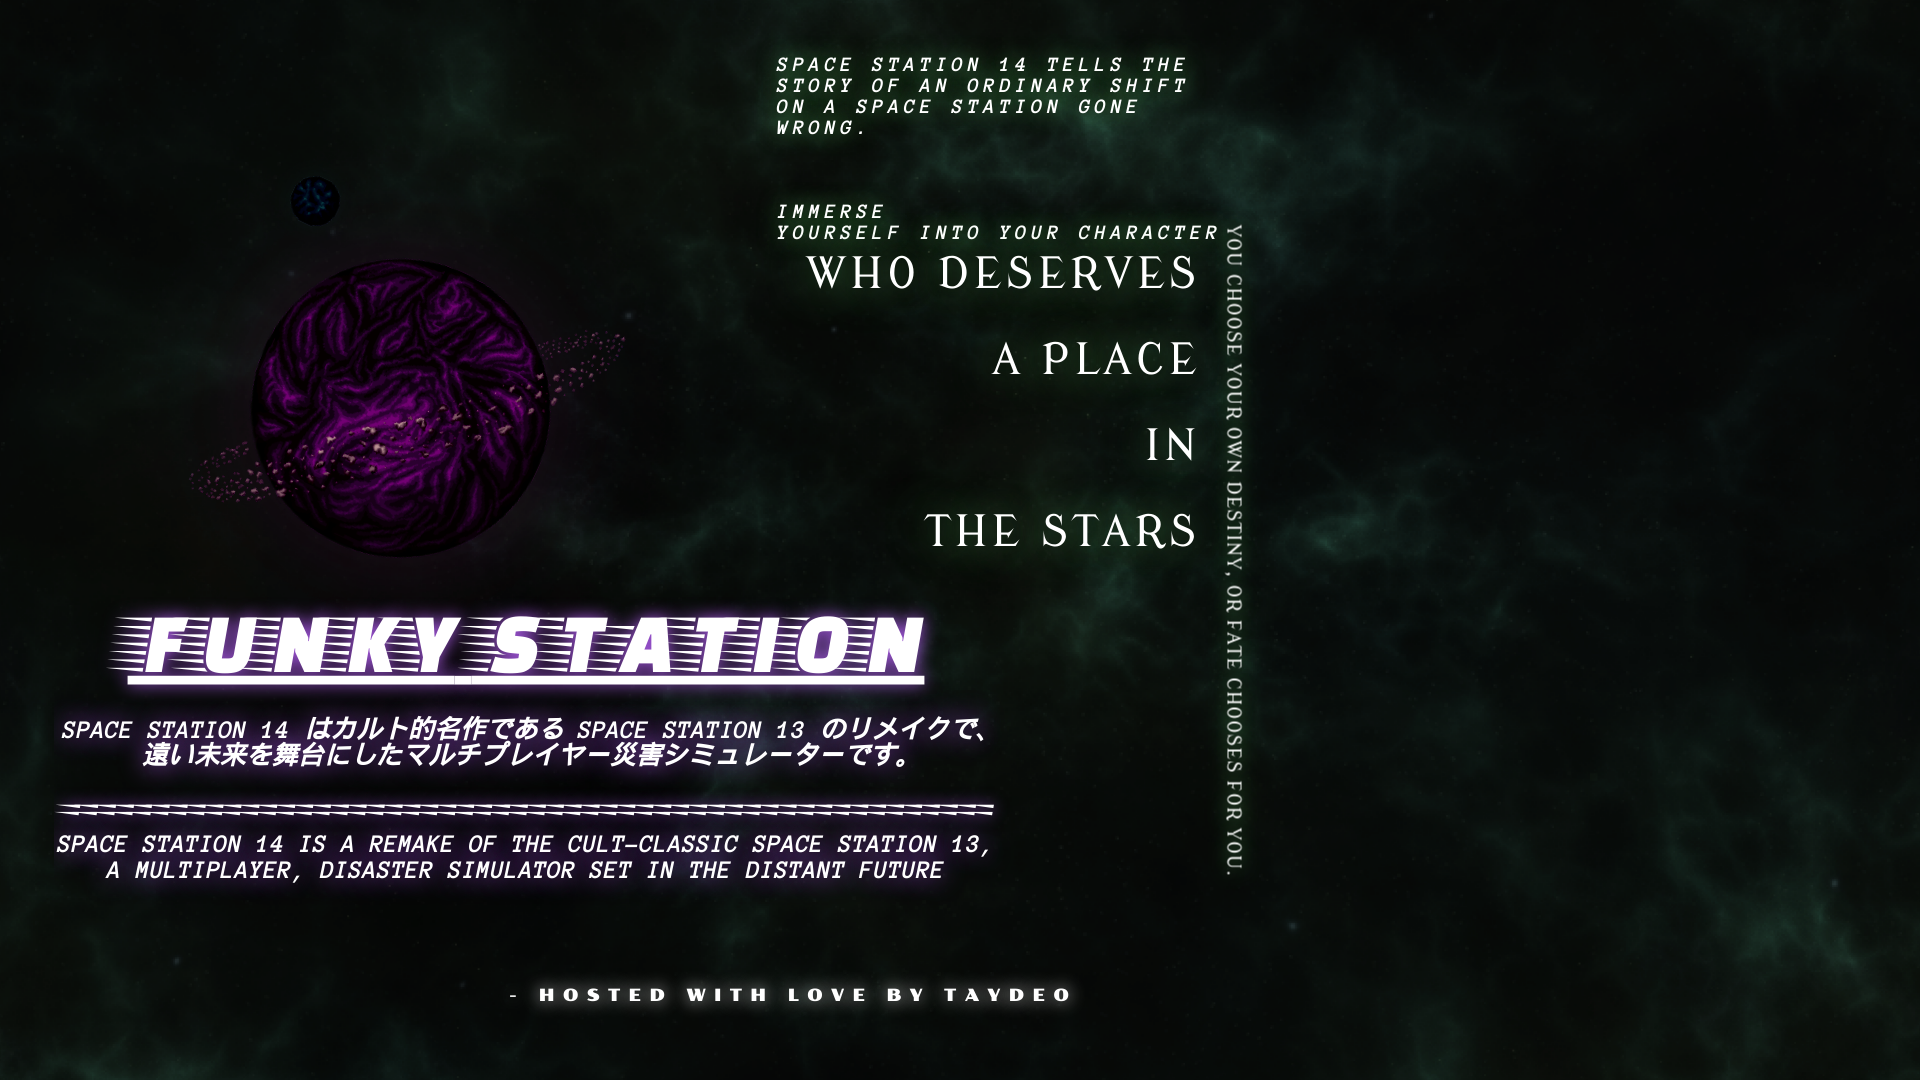 SPACE STATION 14 TELLS THE
STORY OF AN ORDINARY SHIFT
ON A SPACE STATION GONE
WRONG.
IMMERSE
YOURSELF INTO YOUR CHARACTER
WHO DESERVES
A PLACE
IN
THE STARS
YOU CHOOSE YOUR OWN DESTINY, OR FATE CHOOSES FOR YOU.
FUNKY STATION
SPACE STATION 14 はカルト的名作である SPACE STATION 13 のリメイクで、
遠い未来を舞台にしたマルチプレイヤー災害シミュレーターです。
SPACE STATION 14 IS A REMAKE OF THE CULT-CLASSIC SPACE STATION 13,
A MULTIPLAYER, DISASTER SIMULATOR SET IN THE DISTANT FUTURE
- HOSTED WITH LOVE BY TAYDEO